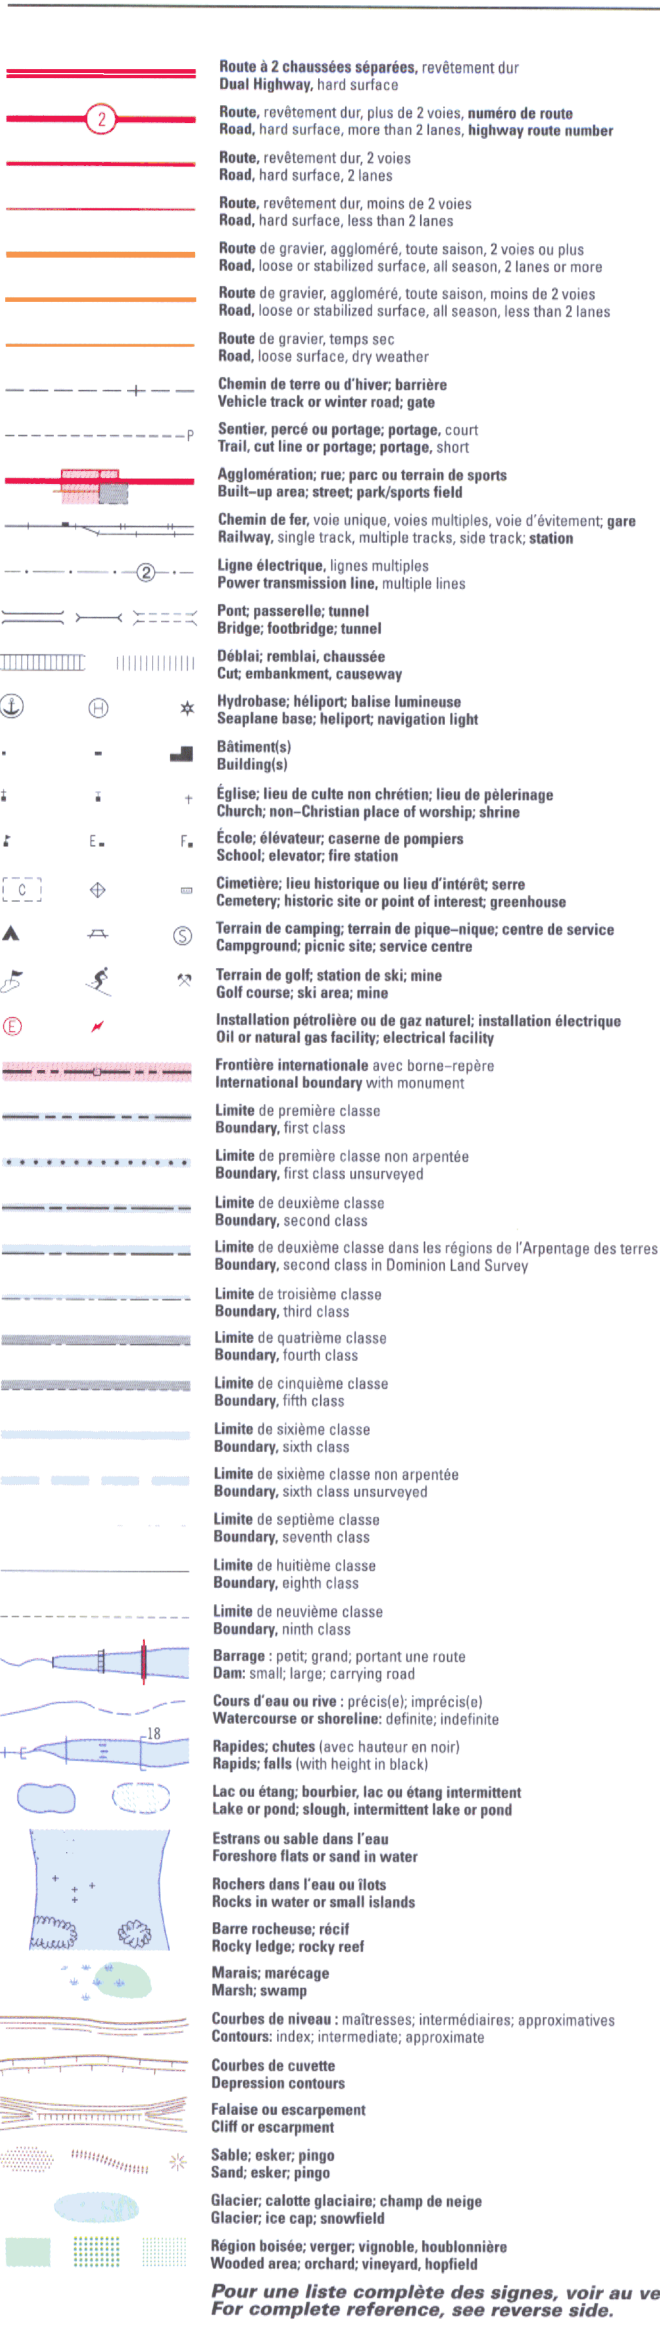 Route à 2 chaussées séparées, revêtement dur
Dual Highway, hard surface
2
Route, revêtement dur, plus de 2 voies, numéro de route
Road, hard surface, more than 2 lanes, highway route number
Route, revêtement dur, 2 voies
Road, hard surface, 2 lanes
Route, revêtement dur, moins de 2 voies
Road, hard surface, less than 2 lanes
Route de gravier, aggloméré, toute saison, 2 voies ou plus
Road, loose or stabilized surface, all season, 2 lanes or more
Route de gravier, aggloméré, toute saison, moins de 2 voies
Road, loose or stabilized surface, all season, less than 2 lanes
Route de gravier, temps sec
Road, loose surface, dry weather
Chemin de terre ou d'hiver; barrière
Vehicle track or winter road; gate
P
Sentier, percé ou portage; portage, court
Trail, cut line or portage; portage, short
Agglomération; rue; parc ou terrain de sports
Built-up area; street; park/sports field
Chemin de fer, voie unique, voies multiples, voie d'évitement; gare
Railway, single track, multiple tracks, side track; station
2
Ligne électrique, lignes multiples
Power transmission line, multiple lines
Pont; passerelle; tunnel
Bridge; footbridge; tunnel
Déblai; remblai, chaussée
Cut; embankment, causeway
H
Hydrobase; héliport; balise lumineuse
Seaplane base; heliport; navigation light
Bâtiment(s)
Building(s)
Église; lieu de culte non chrétien; lieu de pèlerinage
Church; non-Christian place of worship; shrine
E F
École; élévateur; caserne de pompiers
School; elevator; fire station
C
Cimetière; lieu historique ou lieu d'intérêt; serre
Cemetery; historic site or point of interest; greenhouse
S
Terrain de camping; terrain de pique-nique; centre de service
Campground; picnic site; service centre
Terrain de golf; station de ski; mine
Golf course; ski area; mine
E
Installation pétrolière ou de gaz naturel; installation électrique
Oil or natural gas facility; electrical facility
Frontière internationale avec borne-repère
International boundary with monument
Limite de première classe
Boundary, first class
Limite de première classe non arpentée
Boundary, first class unsurveyed
Limite de deuxième classe
Boundary, second class
Limite de deuxième classe dans les régions de l'Arpentage des terres
Boundary, second class in Dominion Land Survey
Limite de troisième classe
Boundary, third class
Limite de quatrième classe
Boundary, fourth class
Limite de cinquième classe
Boundary, fifth class
Limite de sixième classe
Boundary, sixth class
Limite de sixième classe non arpentée
Boundary, sixth class unsurveyed
Limite de septième classe
Boundary, seventh class
Limite de huitième classe
Boundary, eighth class
Limite de neuvième classe
Boundary, ninth class
Barrage : petit; grand; portant une route
Dam: small; large; carrying road
Cours d'eau ou rive : précis(e); imprécis(e)
Watercourse or shoreline: definite; indefinite
18
Rapides; chutes (avec hauteur en noir)
Rapids; falls (with height in black)
Lac ou étang; bourbier, lac ou étang intermittent
Lake or pond; slough, intermittent lake or pond
Estrans ou sable dans l'eau
Foreshore flats or sand in water
Rochers dans l'eau ou îlots
Rocks in water or small islands
Barre rocheuse; récif
Rocky ledge; rocky reef
Marais; marécage
Marsh; swamp
Courbes de niveau : maîtresses; intermédiaires; approximatives
Contours: index; intermediate; approximate
Courbes de cuvette
Depression contours
Falaise ou escarpement
Cliff or escarpment
Sable; esker; pingo
Sand; esker; pingo
Glacier; calotte glaciaire; champ de neige
Glacier; ice cap; snowfield
Région boisée; verger; vignoble, houblonnière
Wooded area; orchard; vineyard, hopfield
Pour une liste complète des signes, voir au ve
For complete reference, see reverse side.